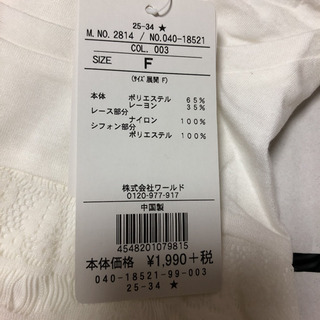 25-34 ★
M. NO. 2814 / NO.040-18521
COL. 003
SIZE F
(サイズ展開 F)
本体 ポリエステル 65%
レーヨン 35%
レース部分
ナイロン 100%
シフォン部分
ポリエステル 100%
株式会社ワールド
0120-977-917
中国製
4548201079815
本体価格 ¥1,990+税
040-18521-99-003
25-34 ★